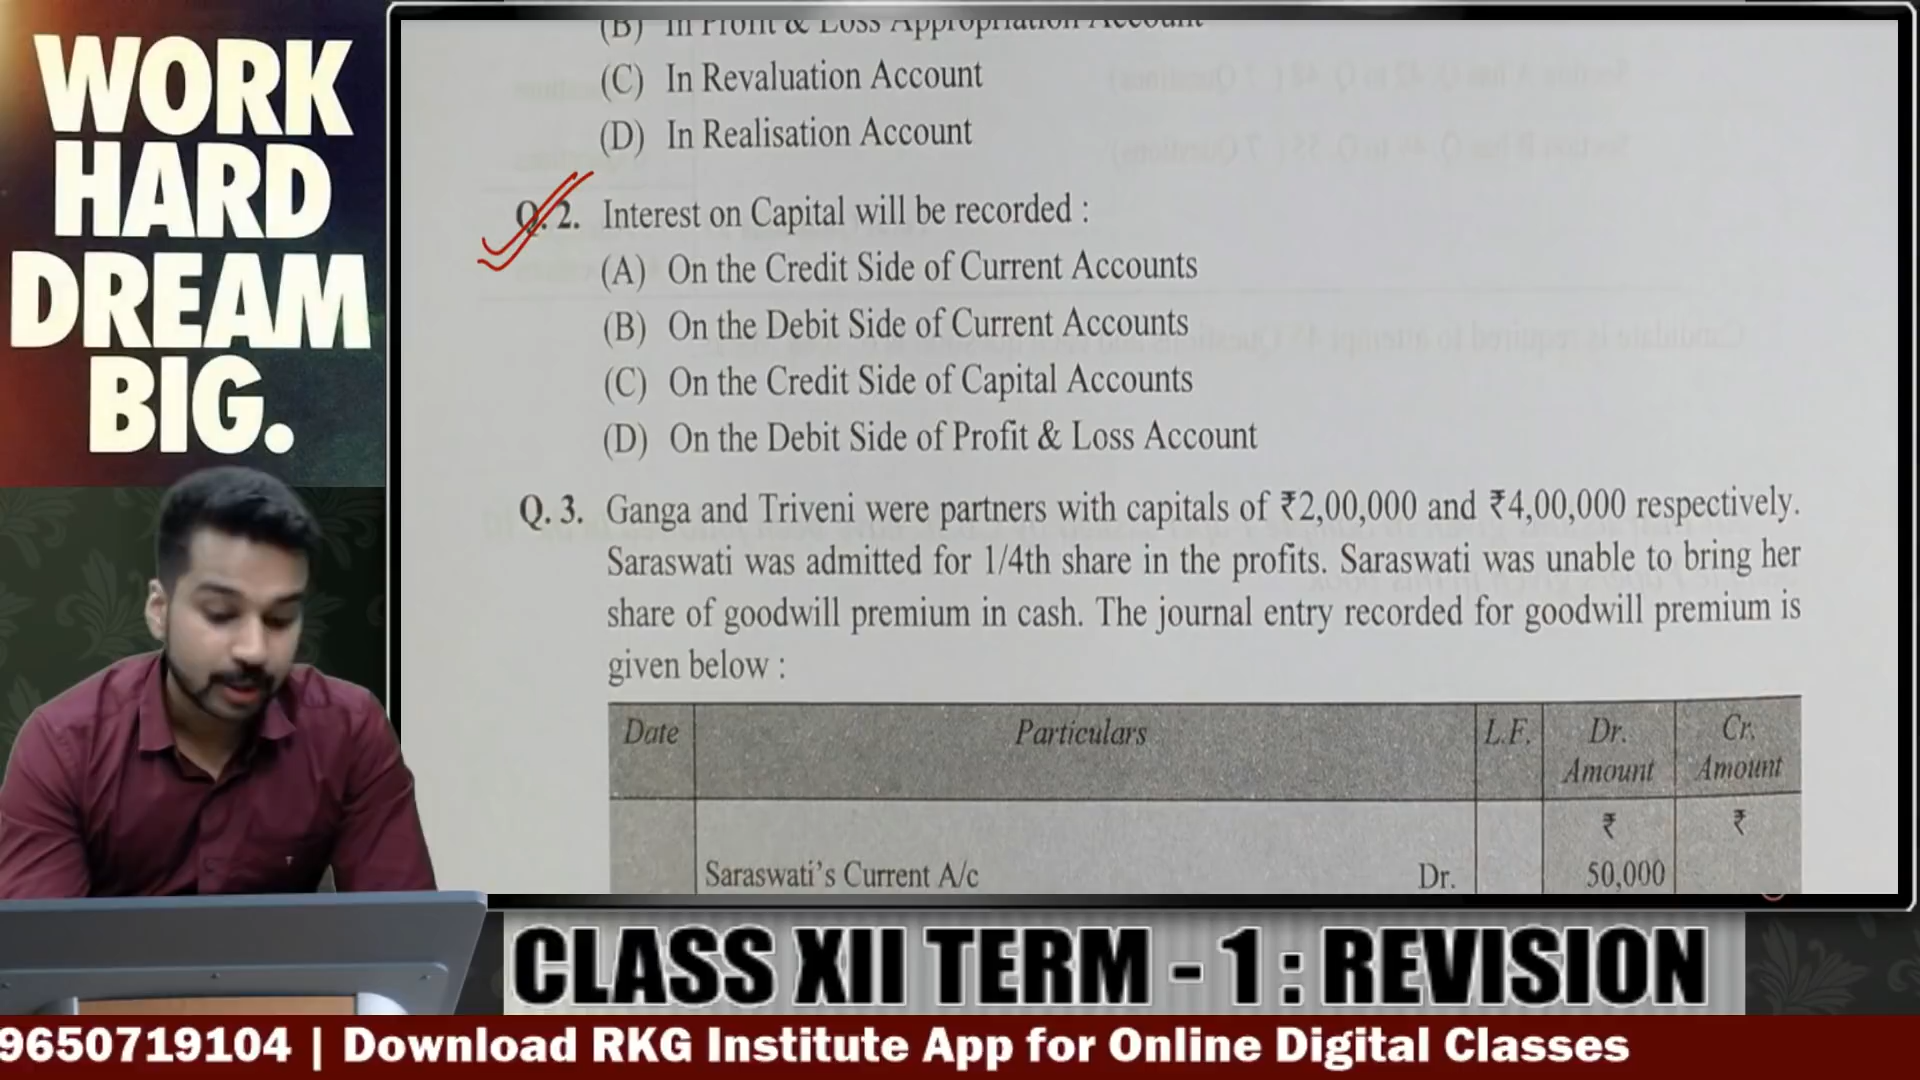 WORK
HARD
DREAM
BIG.
(B) In Profit & Loss Appropriation Account
(C) In Revaluation Account
(D) In Realisation Account
Q. 2. Interest on Capital will be recorded :
(A) On the Credit Side of Current Accounts
(B) On the Debit Side of Current Accounts
(C) On the Credit Side of Capital Accounts
(D) On the Debit Side of Profit & Loss Account
Q. 3. Ganga and Triveni were partners with capitals of ₹2,00,000 and ₹4,00,000 respectively.
Saraswati was admitted for 1/4th share in the profits. Saraswati was unable to bring her
share of goodwill premium in cash. The journal entry recorded for goodwill premium is
given below :
Date Particulars L.F. Dr. Amount Cr. Amount
₹ ₹
Saraswati's Current A/c Dr. 50,000
CLASS XII TERM - 1 : REVISION
9650719104 | Download RKG Institute App for Online Digital Classes